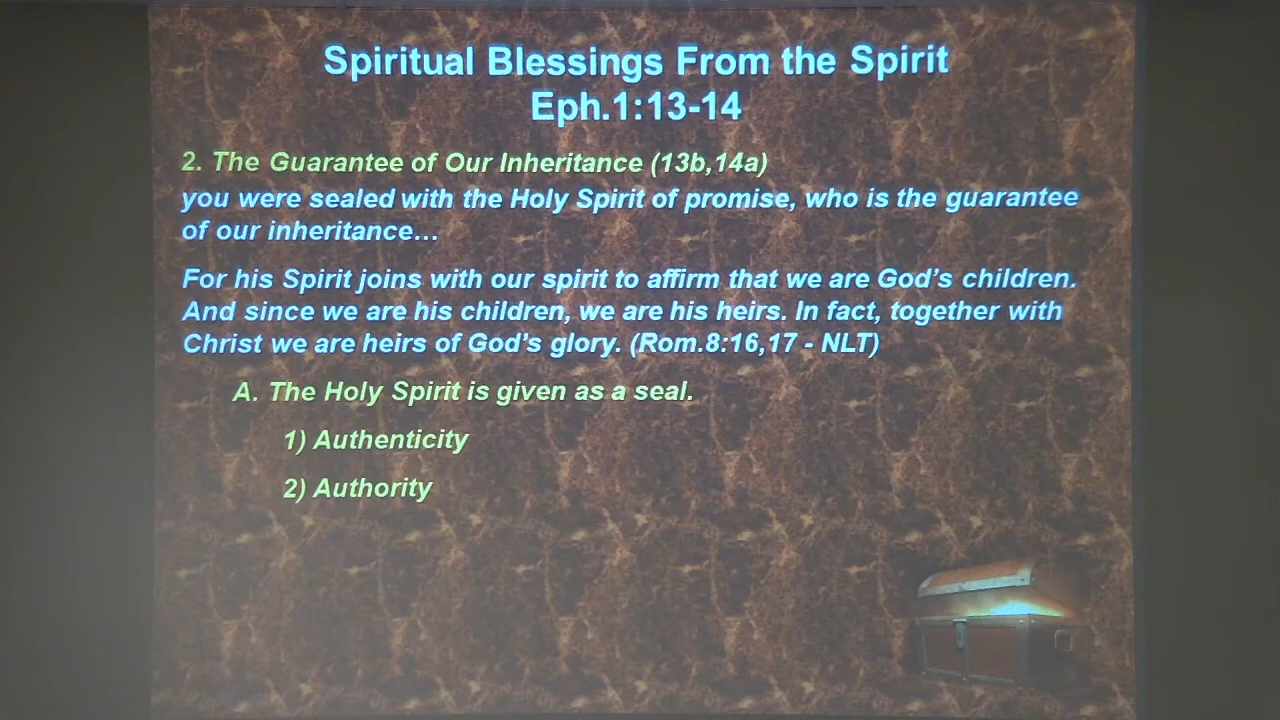 Spiritual Blessings From the Spirit
Eph.1:13-14
2. The Guarantee of Our Inheritance (13b,14a)
you were sealed with the Holy Spirit of promise, who is the guarantee
of our inheritance...
For his Spirit joins with our spirit to affirm that we are God's children.
And since we are his children, we are his heirs. In fact, together with
Christ we are heirs of God's glory. (Rom.8:16,17 - NLT)
A. The Holy Spirit is given as a seal.
1) Authenticity
2) Authority